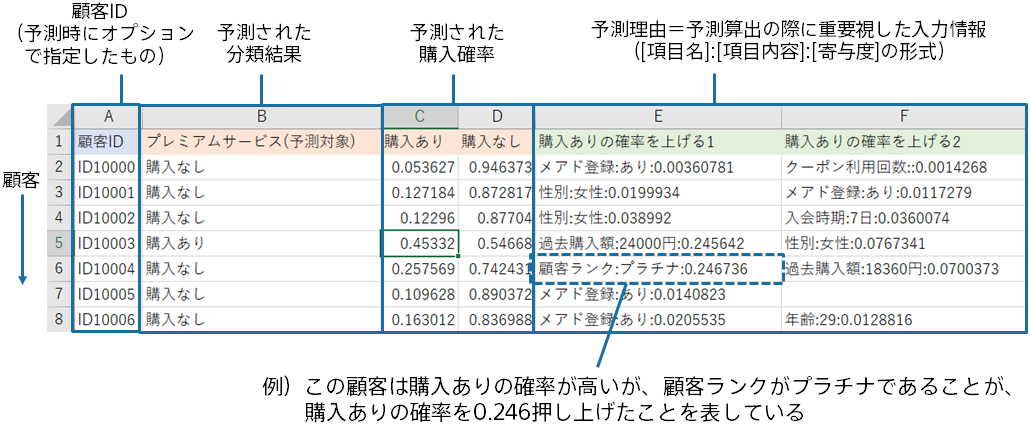 顧客ID
（予測時にオプション
で指定したもの）
予測された
分類結果
予測された
購入確率
予測理由＝予測算出の際に重要視した入力情報
（[項目名]:[項目内容]:[寄与度]の形式）
A B C D E F
1 顧客ID プレミアムサービス(予測対象) 購入あり 購入なし 購入ありの確率を上げる1 購入ありの確率を上げる2
2 ID10000 購入なし 0.053627 0.946373 メアド登録:あり:0.00360781 クーポン利用回数::0.0014268
3 ID10001 購入なし 0.127184 0.872817 性別:女性:0.0199934 メアド登録:あり:0.0117279
4 ID10002 購入なし 0.12296 0.87704 性別:女性:0.038992 入会時期:7日:0.0360074
5 ID10003 購入あり 0.45332 0.54668 過去購入額:24000円:0.245642 性別:女性:0.0767341
6 ID10004 購入なし 0.257569 0.742431 顧客ランク:プラチナ:0.246736 過去購入額:18360円:0.0700373
7 ID10005 購入なし 0.109628 0.890372 メアド登録:あり:0.0140823
8 ID10006 購入なし 0.163012 0.836988 メアド登録:あり:0.0205535 年齢:29:0.0128816
顧客
例）この顧客は購入ありの確率が高いが、顧客ランクがプラチナであることが、
購入ありの確率を0.246押し上げたことを表している